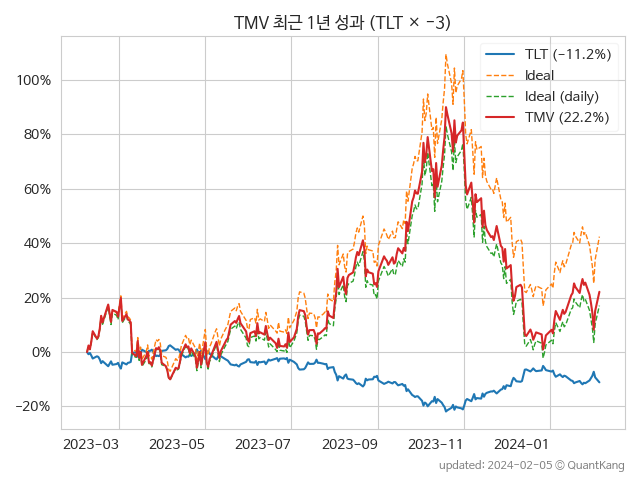 TMV 최근 1년 성과 (TLT × −3)
TLT (−11.2%)
Ideal
Ideal (daily)
TMV (22.2%)
100%
80%
60%
40%
20%
0%
−20%
2023-03
2023-05
2023-07
2023-09
2023-11
2024-01
updated: 2024-02-05 © QuantKang